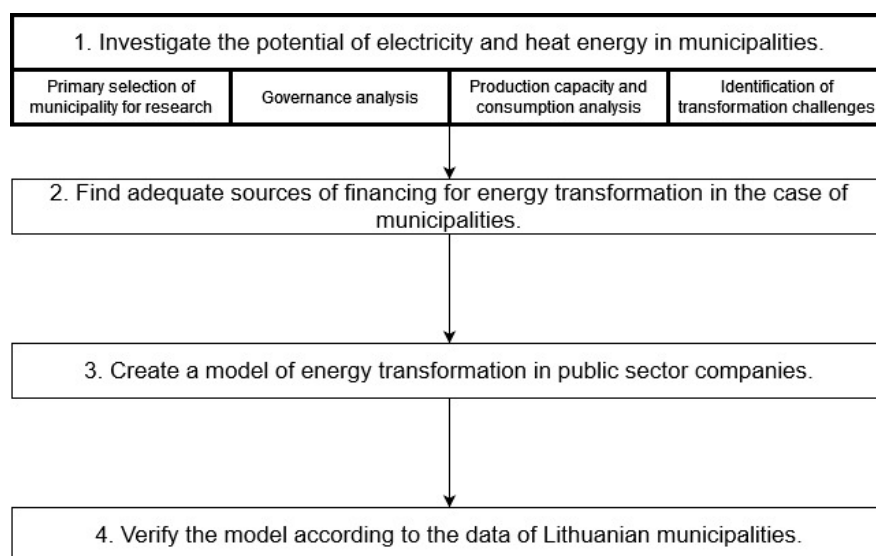 1. Investigate the potential of electricity and heat energy in municipalities.
Primary selection of
municipality for research
Governance analysis
Production capacity and
consumption analysis
Identification of
transformation challenges
2. Find adequate sources of financing for energy transformation in the case of
municipalities.
3. Create a model of energy transformation in public sector companies.
4. Verify the model according to the data of Lithuanian municipalities.